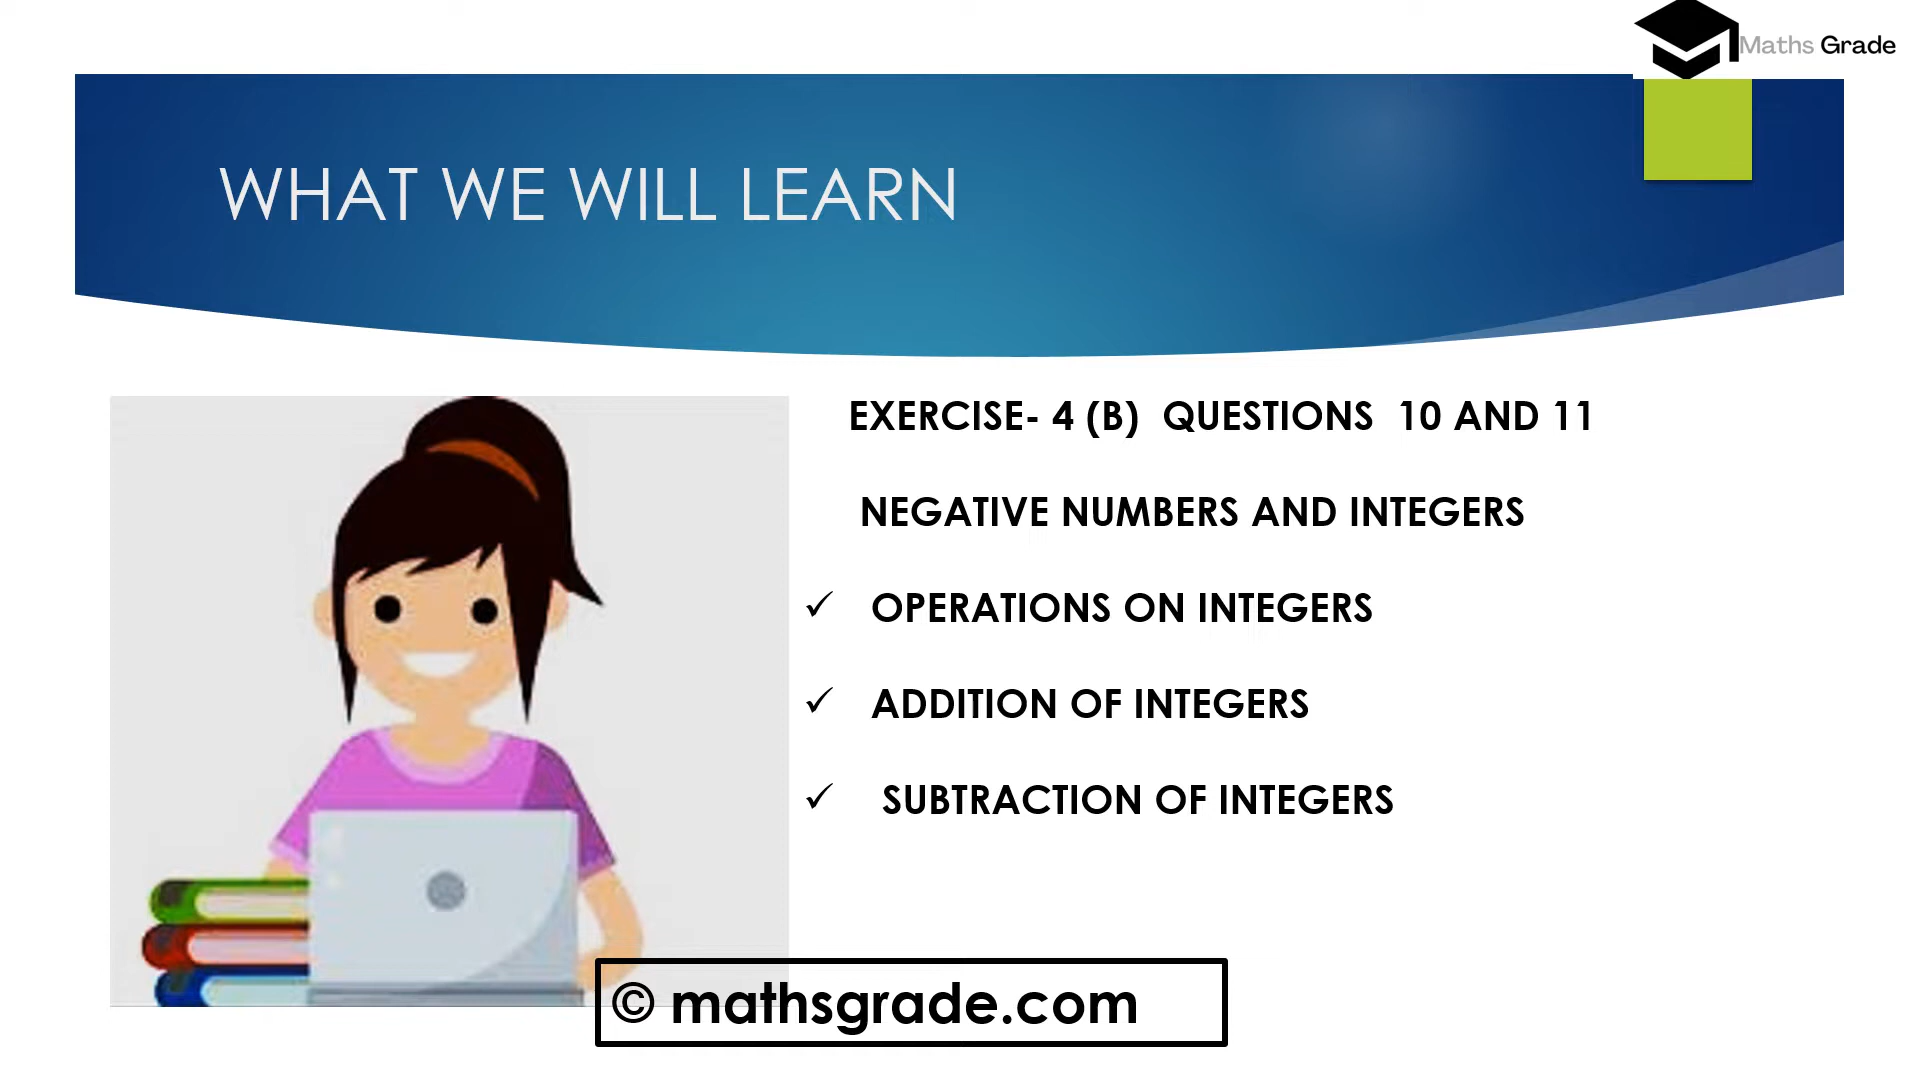 Maths Grade
WHAT WE WILL LEARN
EXERCISE- 4 (B) QUESTIONS 10 AND 11
NEGATIVE NUMBERS AND INTEGERS
✓ OPERATIONS ON INTEGERS
✓ ADDITION OF INTEGERS
✓ SUBTRACTION OF INTEGERS
© mathsgrade.com